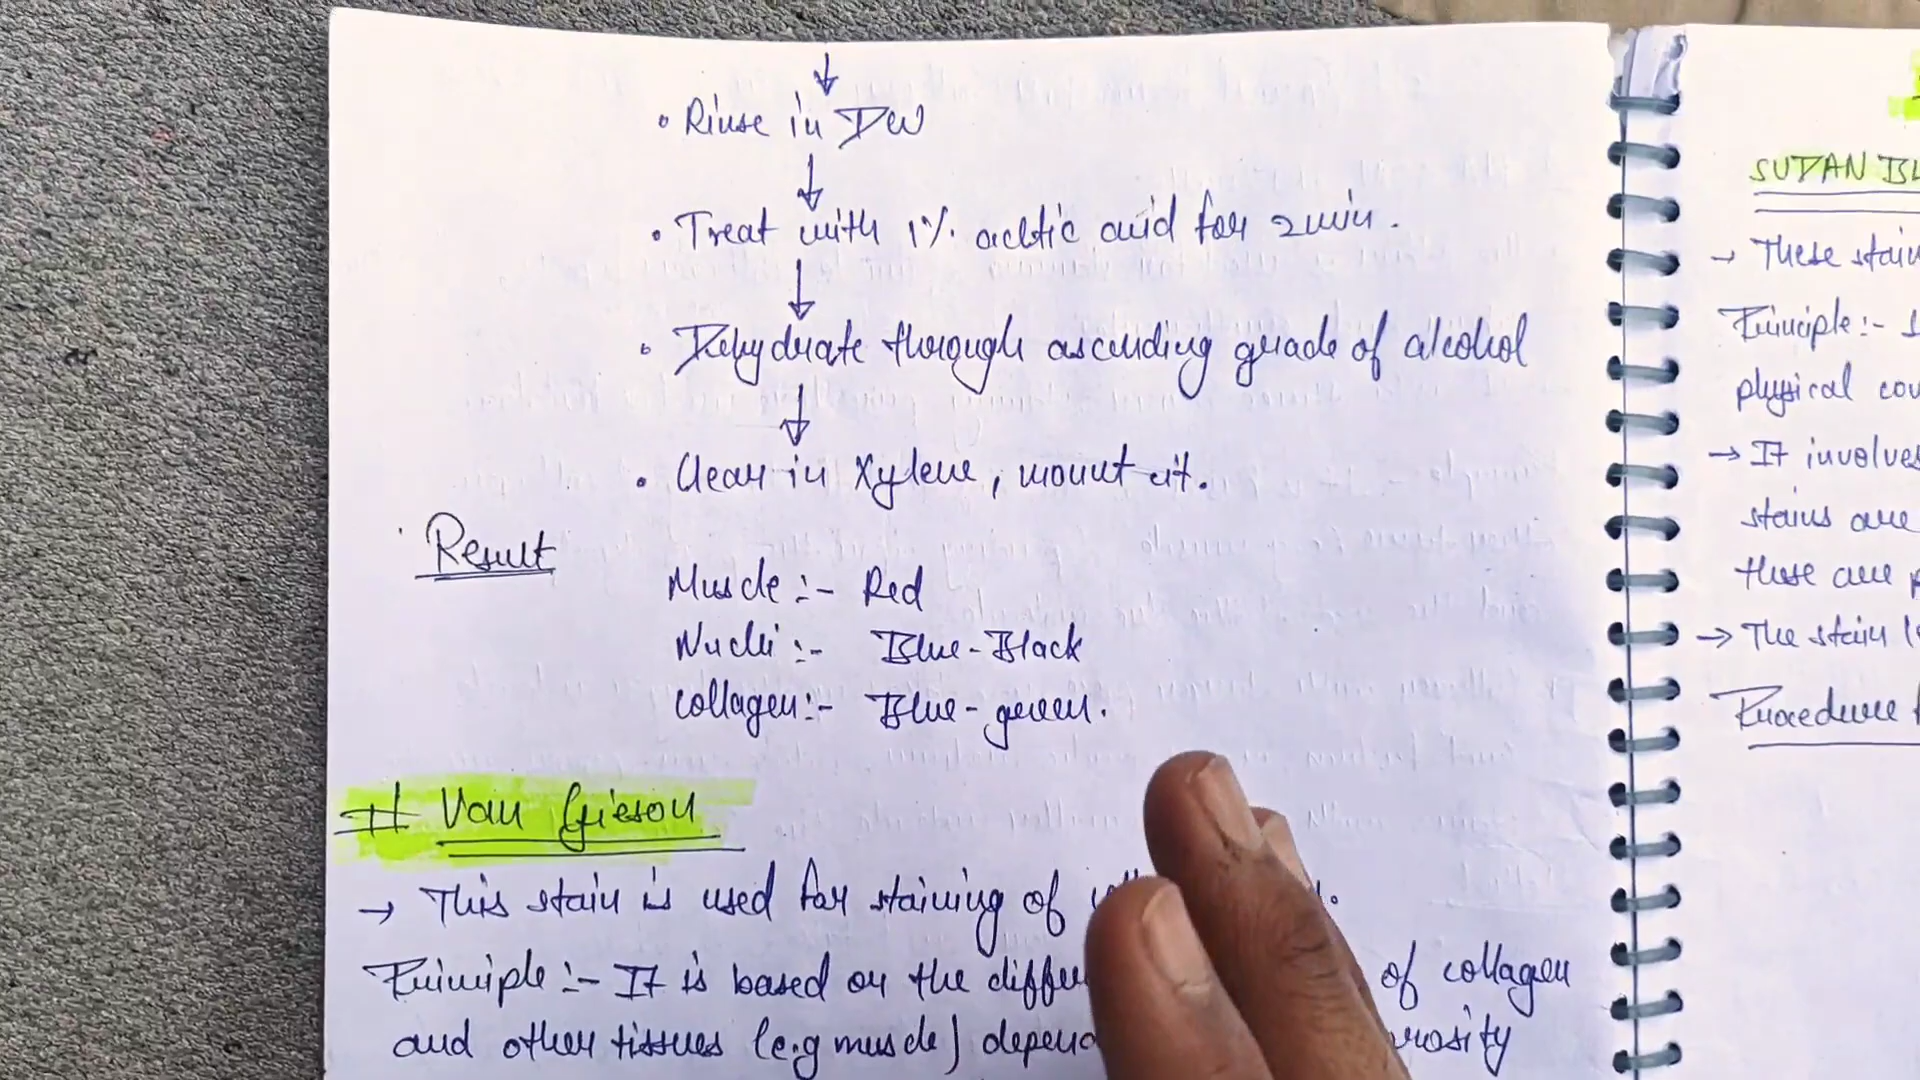 ↓
• Rinse in DW
↓
• Treat with 1% acetic acid for 2 min.
↓
• Dehydrate through ascending grade of alcohol
↓
• Clear in Xylene, mount it.
Result
Muscle :- Red
Nuclei :- Blue-Black
Collagen :- Blue-green.
# Van Gieson
→ This stain is used for staining of
Principle :- It is based on the of collagen
and other tissues (e.g muscle)
SUDAN
→ These stain
Principle :-
physical
→ It involves
stains are
these are
→ The stain
Procedure